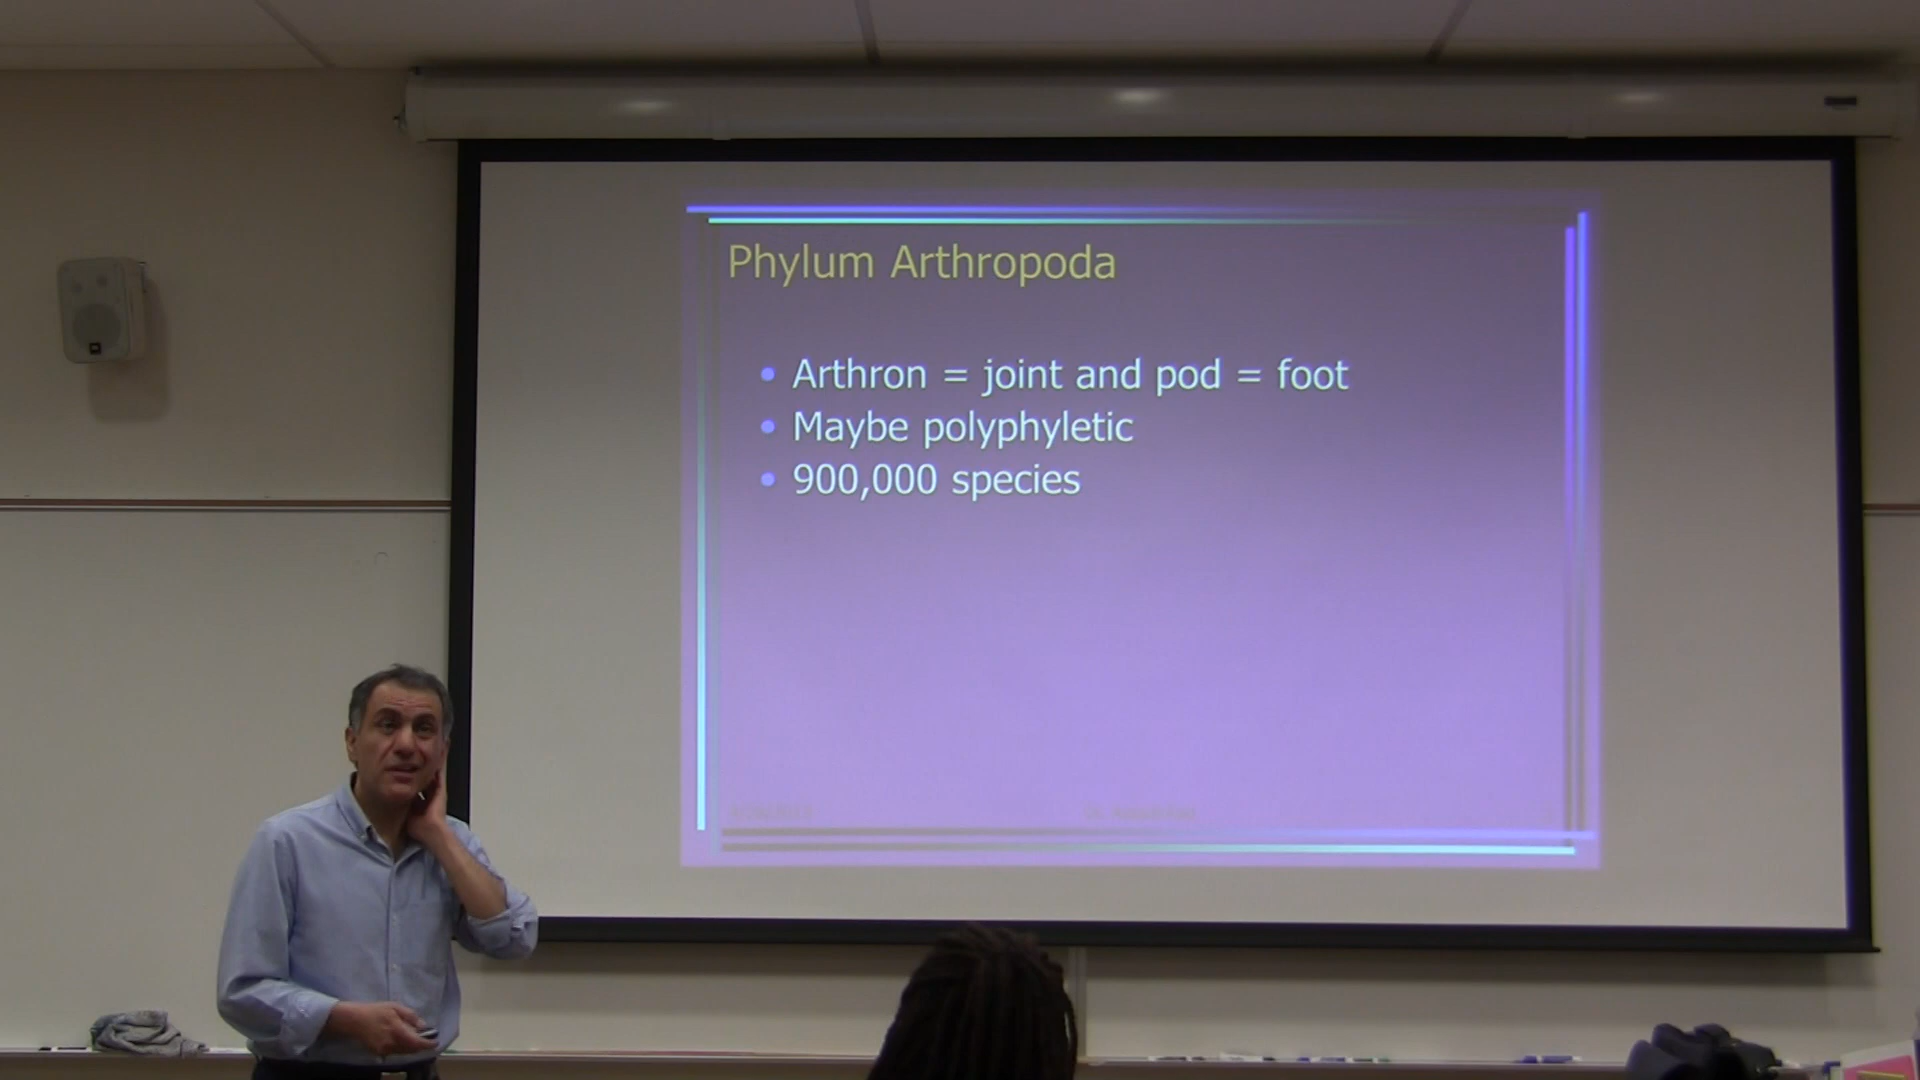 Phylum Arthropoda
• Arthron = joint and pod = foot
• Maybe polyphyletic
• 900,000 species